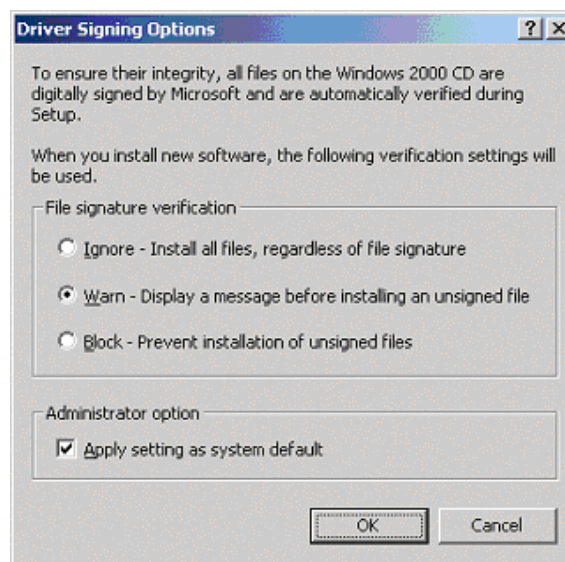 Driver Signing Options
To ensure their integrity, all files on the Windows 2000 CD are
digitally signed by Microsoft and are automatically verified during
Setup.
When you install new software, the following verification settings will
be used.
File signature verification
Ignore - Install all files, regardless of file signature
Warn - Display a message before installing an unsigned file
Block - Prevent installation of unsigned files
Administrator option
Apply setting as system default
OK Cancel